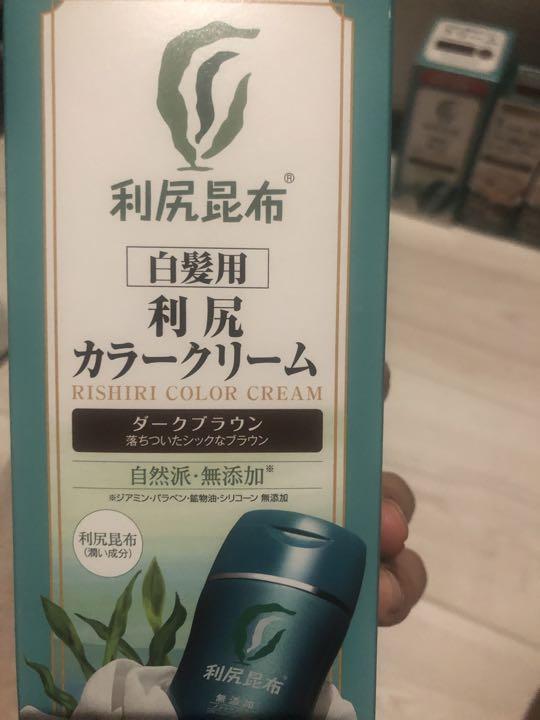 利尻昆布®
白髪用
利尻
カラークリーム
RISHIRI COLOR CREAM
ダークブラウン
落ちついたシックなブラウン
自然派・無添加※
※ジアミン・パラベン・鉱物油・シリコーン 無添加
利尻昆布
(潤い成分)
利尻昆布
無添加